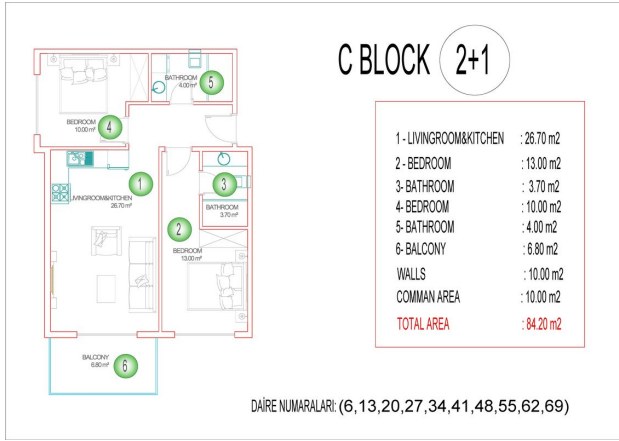 C BLOCK 2+1
BATHROOM
4.00 m²
5
BEDROOM
10.00 m²
4
1
LIVINGROOM&KITCHEN
26.70 m²
3
BATHROOM
3.70 m²
2
BEDROOM
13.00 m²
BALCONY
6.80 m²
6
1 - LIVINGROOM&KITCHEN : 26.70 m2
2 - BEDROOM : 13.00 m2
3- BATHROOM : 3.70 m2
4- BEDROOM : 10.00 m2
5- BATHROOM : 4.00 m2
6- BALCONY : 6.80 m2
WALLS : 10.00 m2
COMMAN AREA : 10.00 m2
TOTAL AREA : 84.20 m2
DAİRE NUMARALARI: (6,13,20,27,34,41,48,55,62,69)